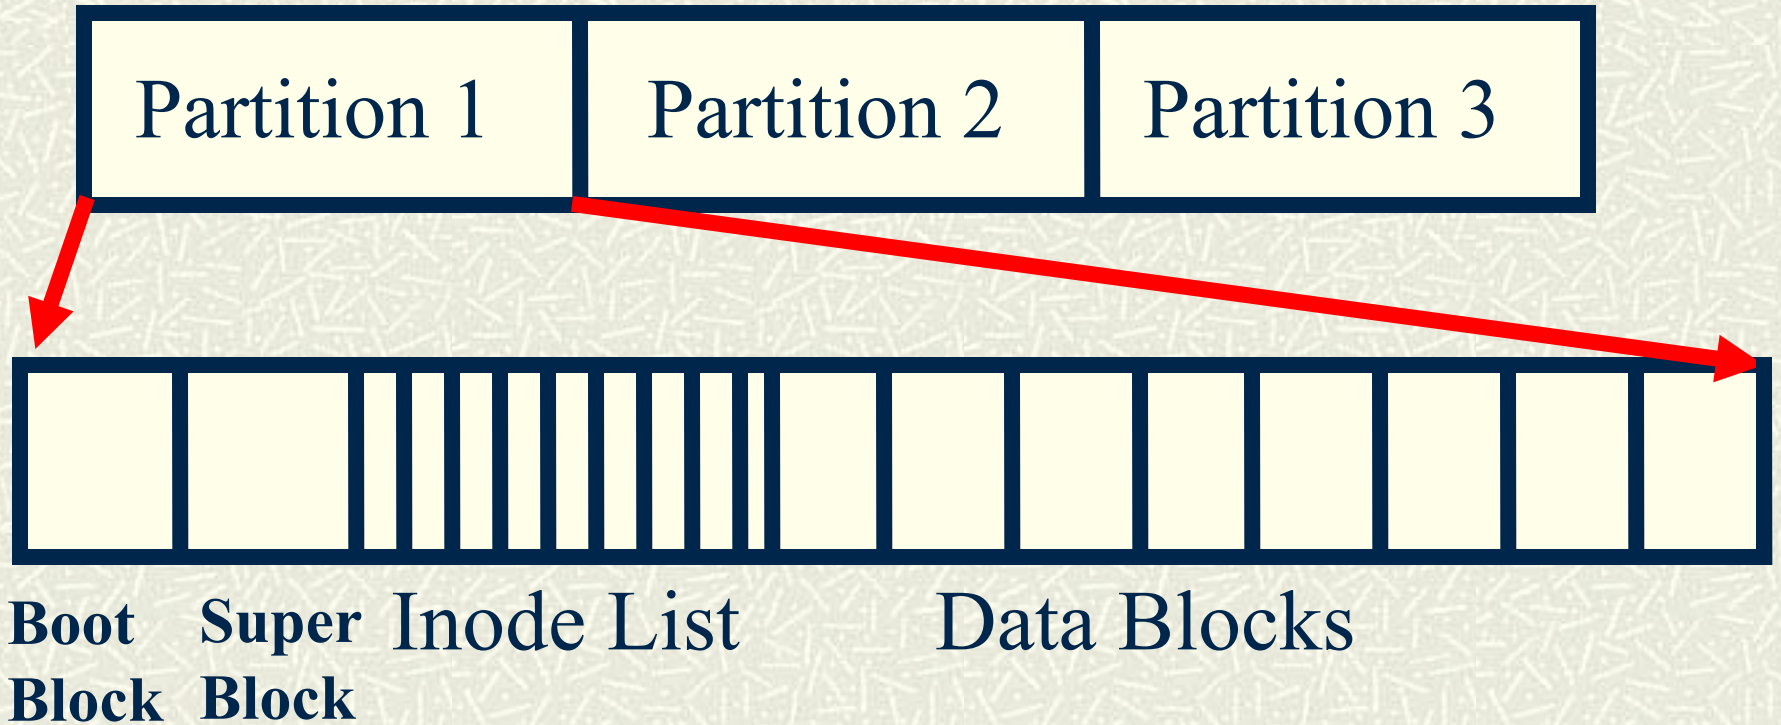 Partition 1 Partition 2 Partition 3
Boot Block
Super Block
Inode List
Data Blocks